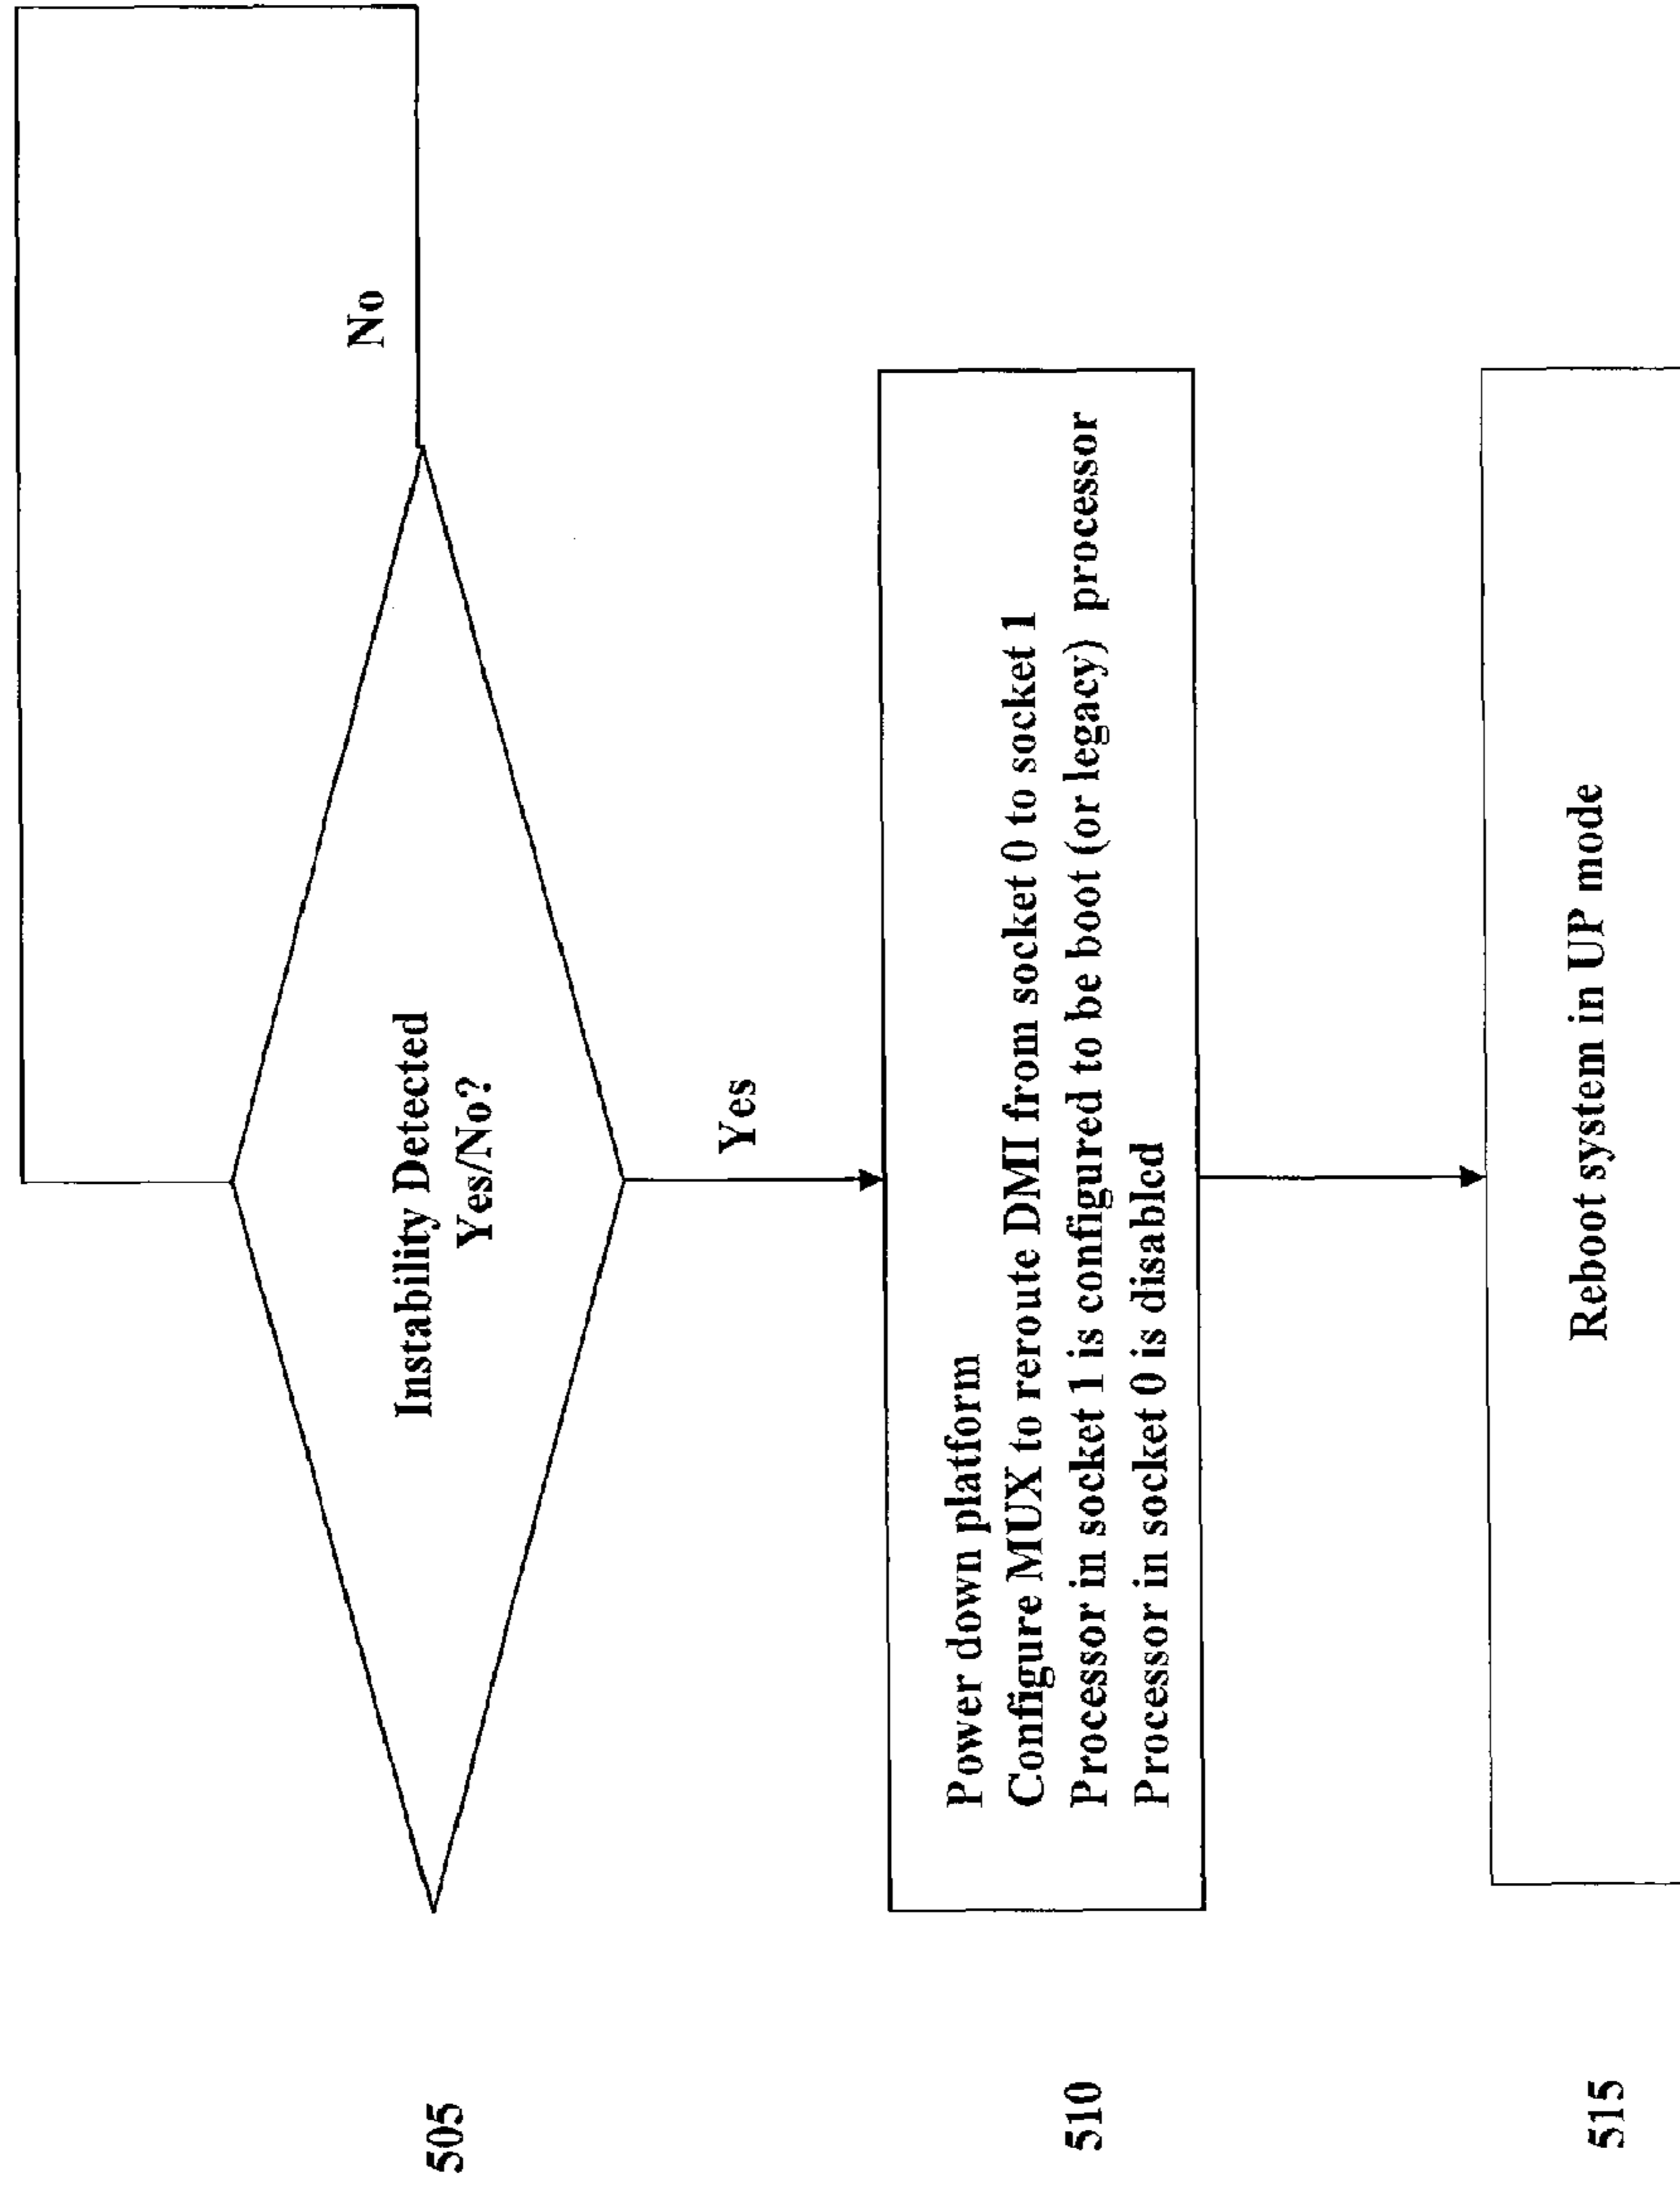 No
505
Instability Detected
Yes/No?
Yes
510
Power down platform
Configure MUX to reroute DMI from socket 0 to socket 1
Processor in socket 1 is configured to be boot (or legacy) processor
Processor in socket 0 is disabled
515
Reboot system in UP mode